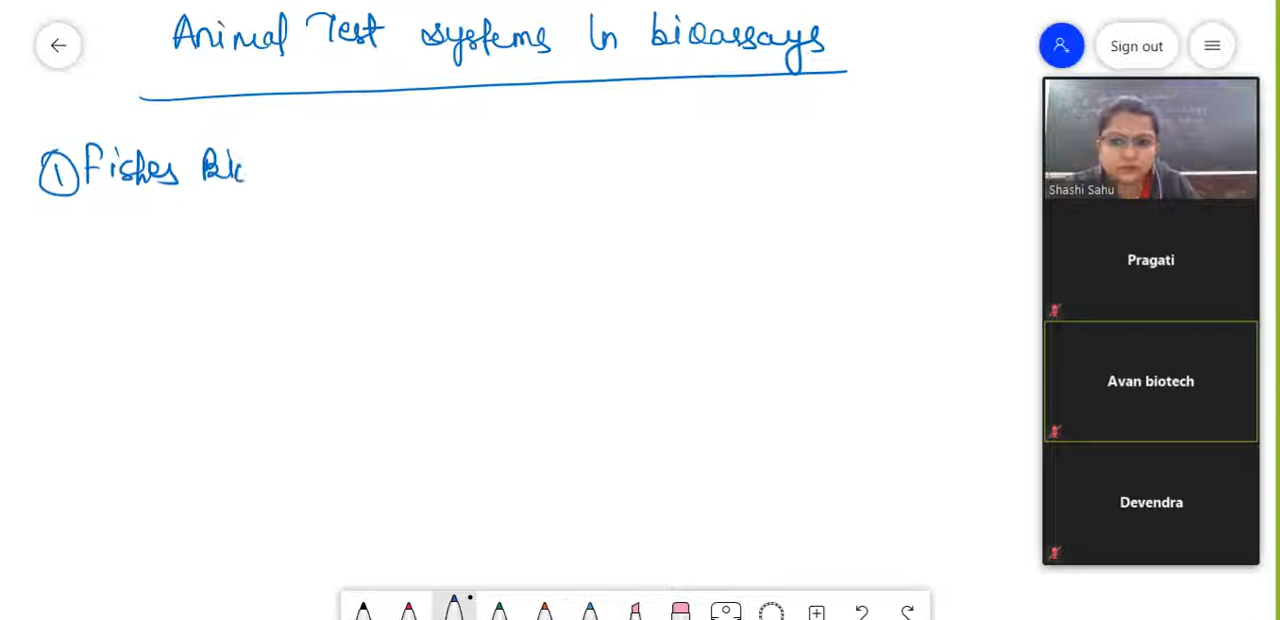 Animal Test systems In bioassays
Sign out
① Fishes
Shashi Sahu
Pragati
Avan biotech
Devendra